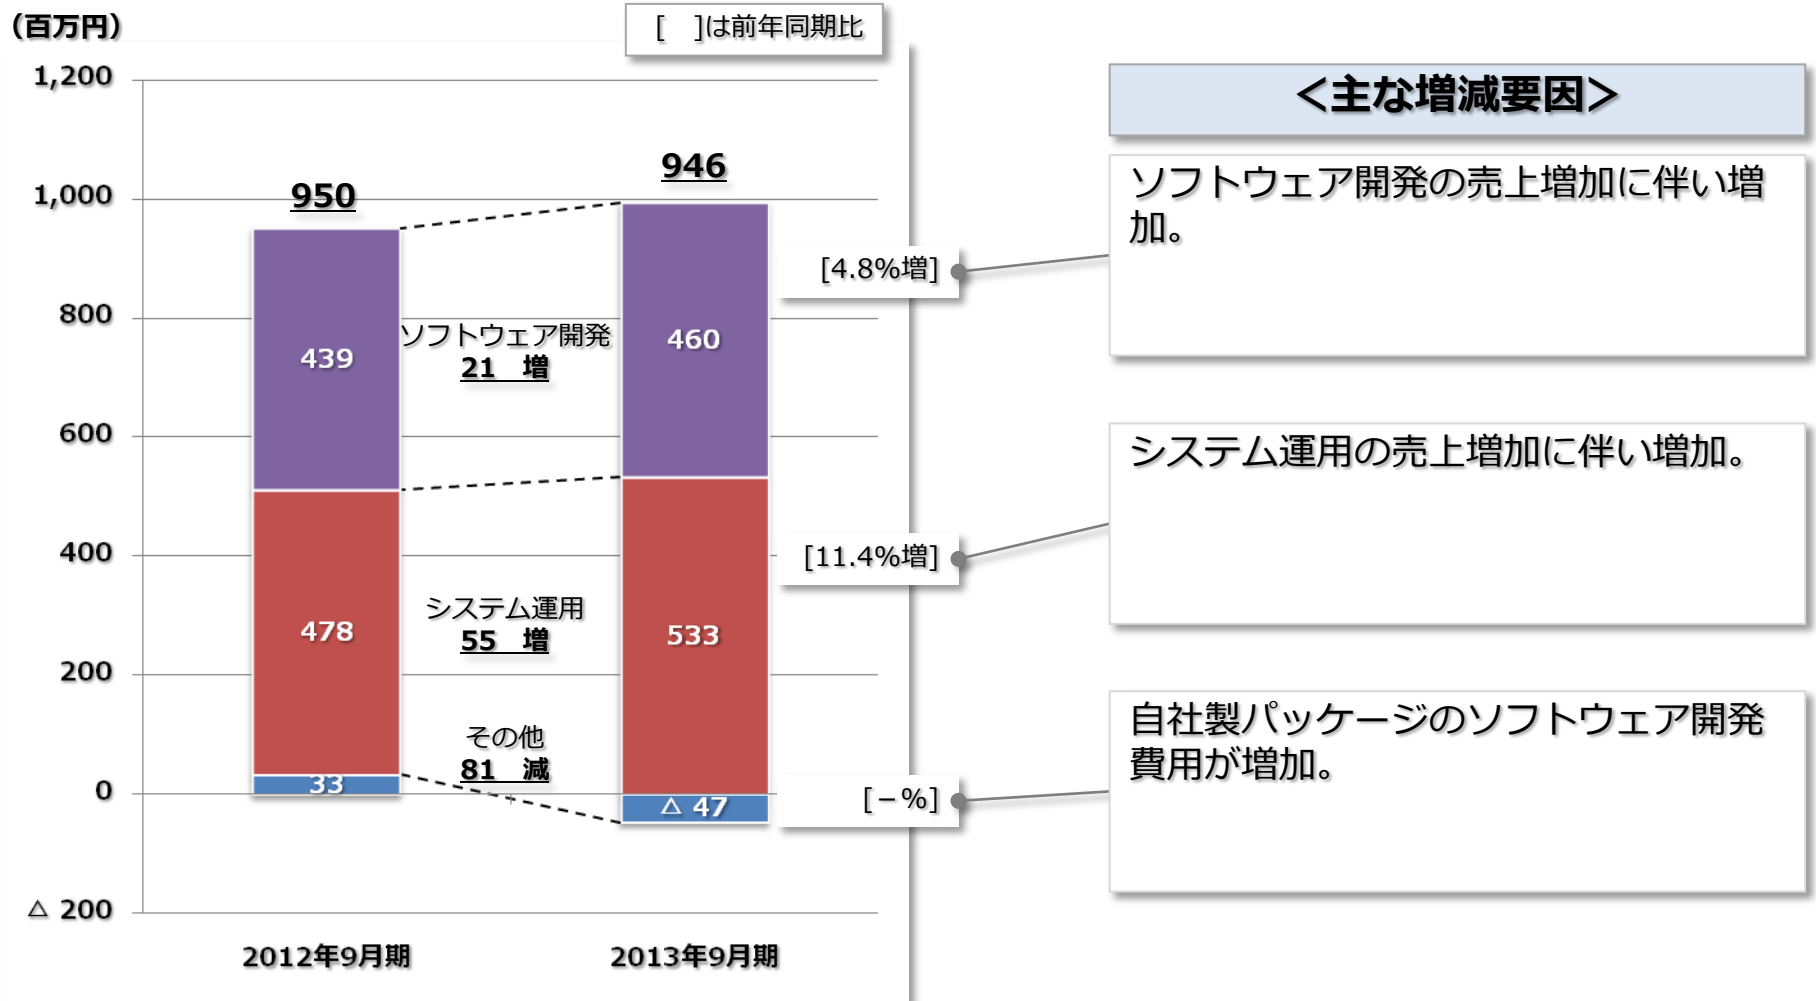 （百万円）
[　]は前年同期比
1,200
1,000
800
600
400
200
0
△ 200
950
946
439
460
478
533
33
△ 47
ソフトウェア開発
21　増
システム運用
55　増
その他
81　減
[4.8%増]
[11.4%増]
[－%]
2012年9月期
2013年9月期
＜主な増減要因＞
ソフトウェア開発の売上増加に伴い増
加。
システム運用の売上増加に伴い増加。
自社製パッケージのソフトウェア開発
費用が増加。